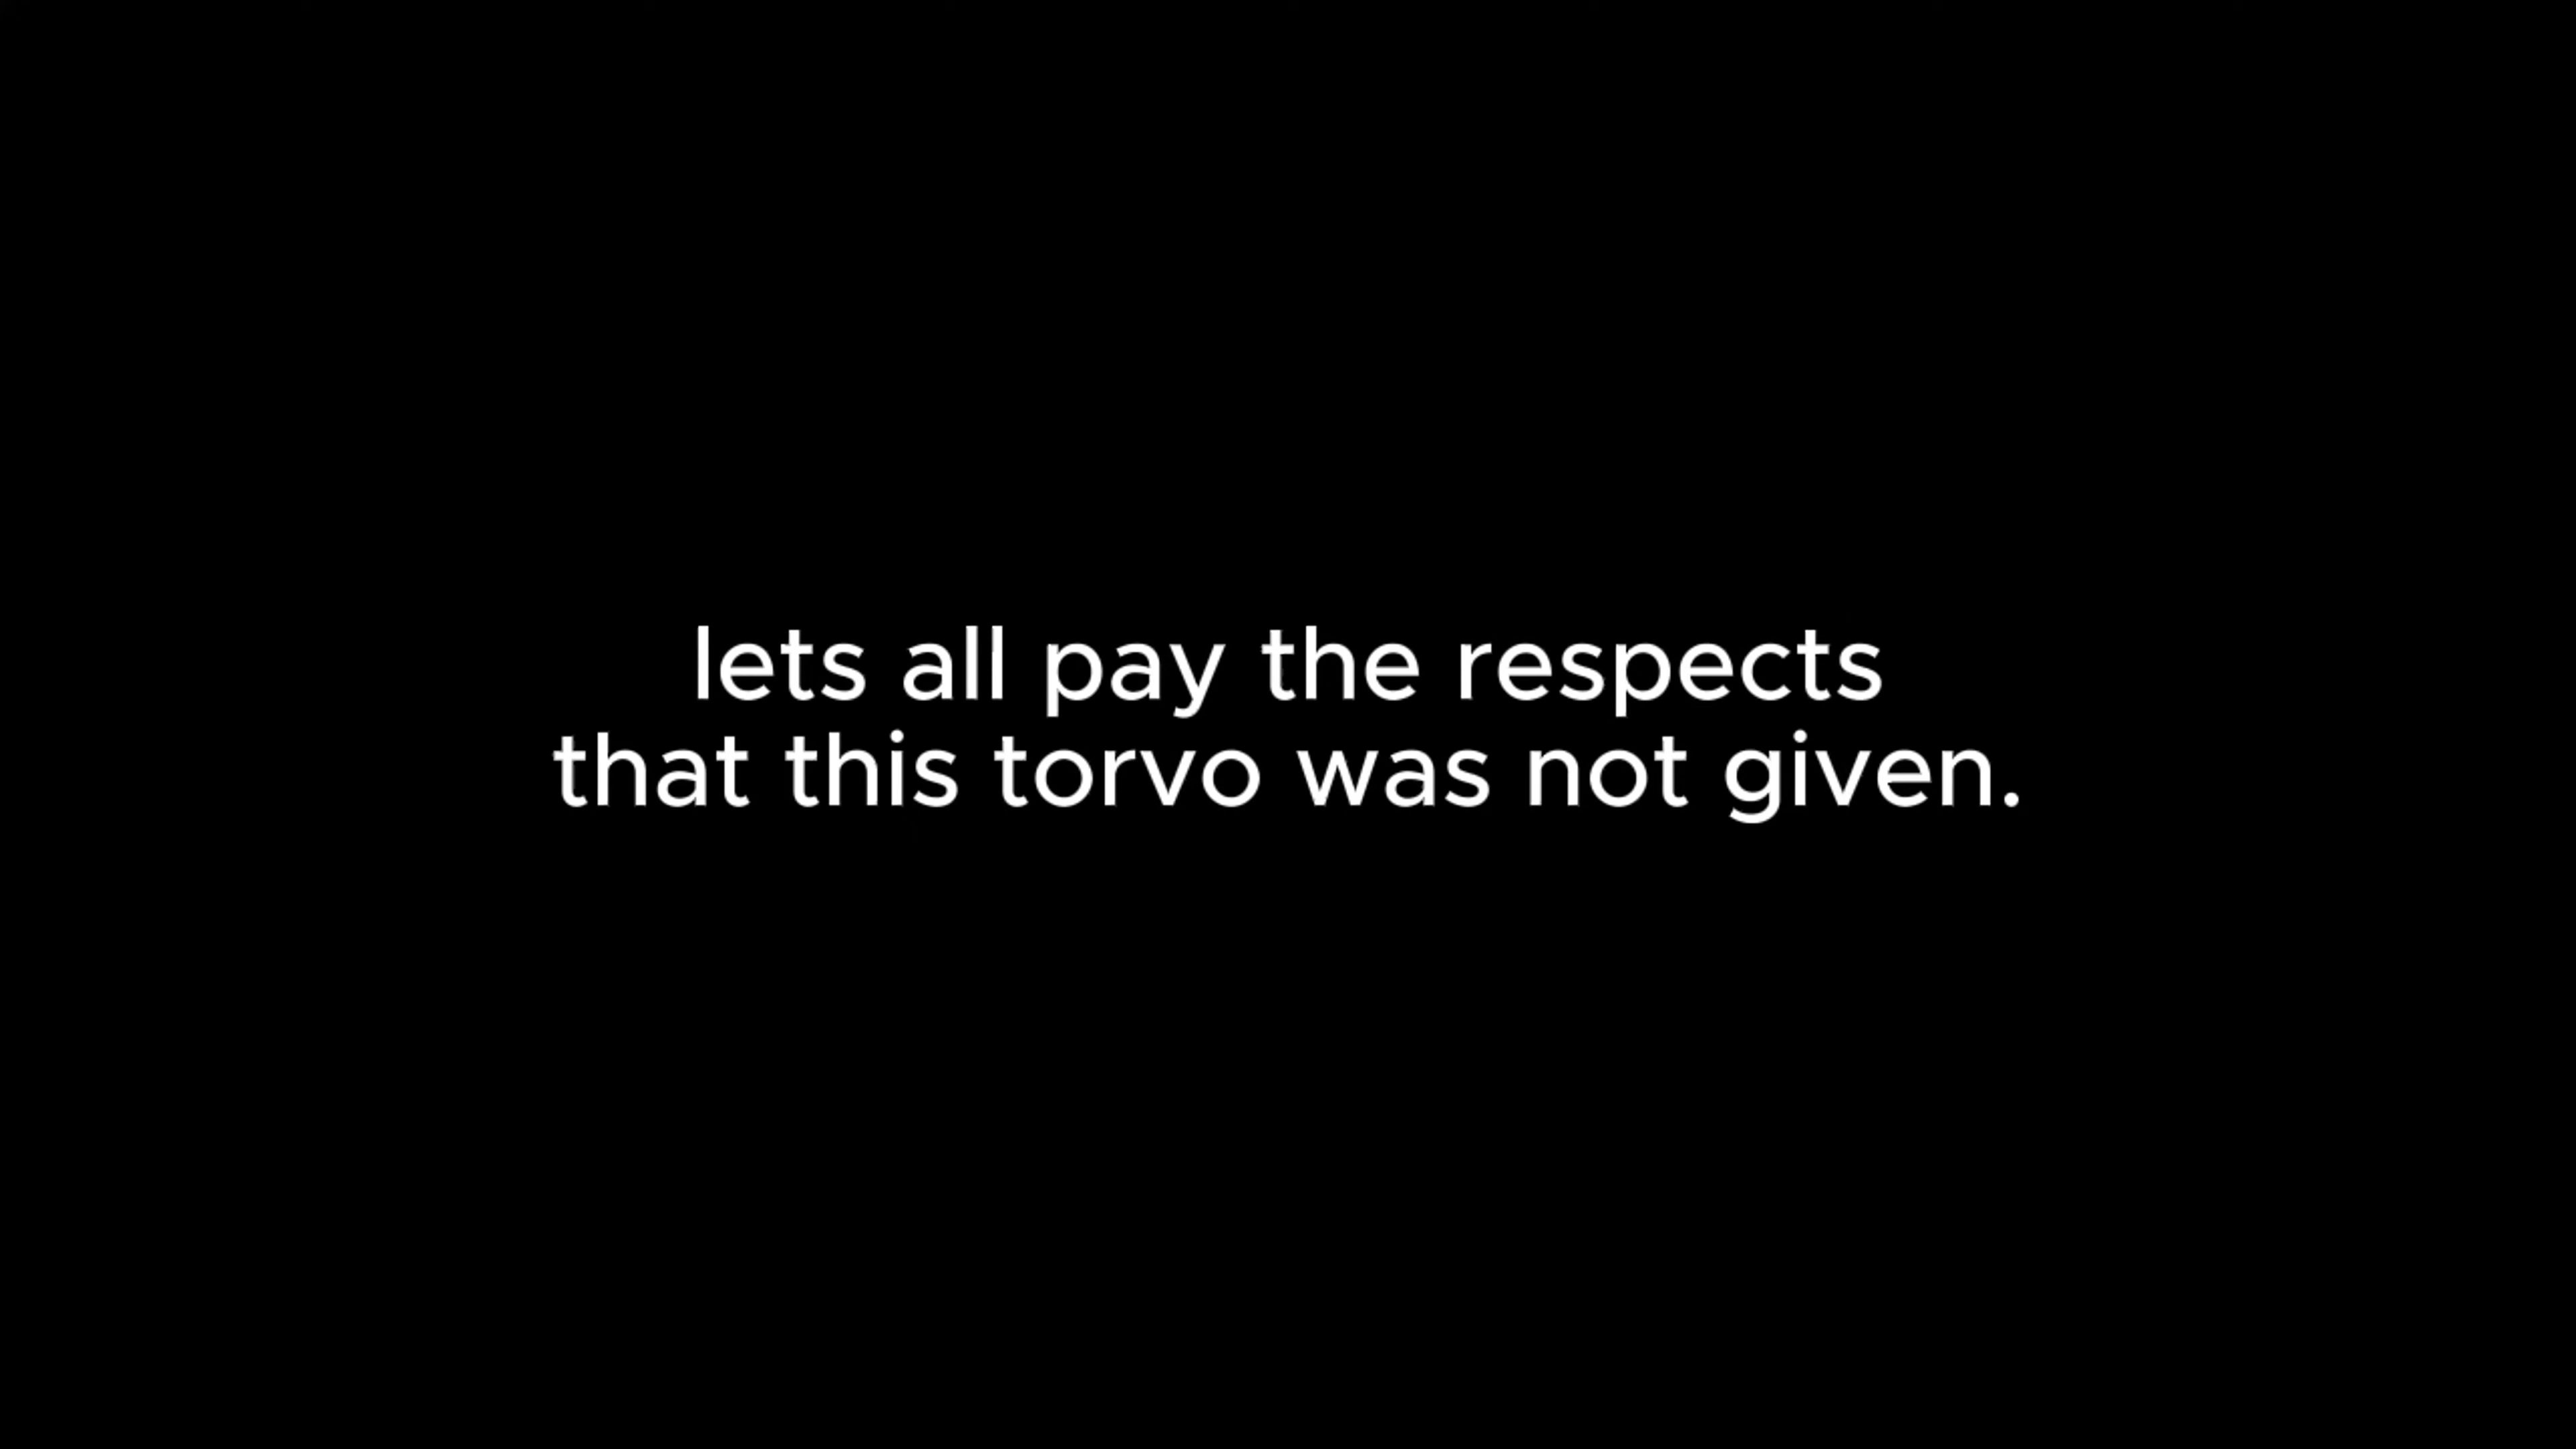 lets all pay the respects
that this torvo was not given.